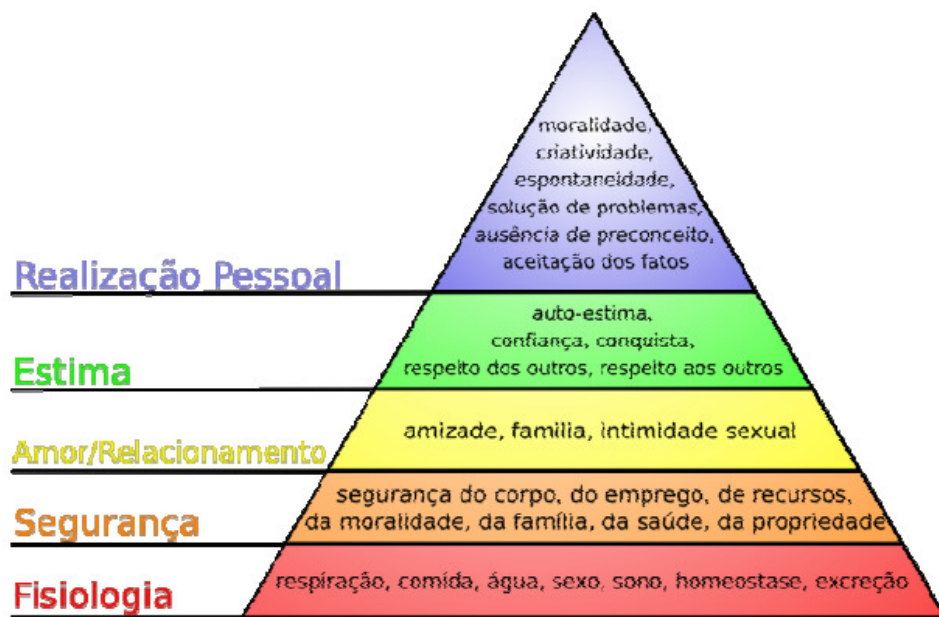 moralidade,
criatividade,
espontaneidade,
solução de problemas,
ausência de preconceito,
aceitação dos fatos
Realização Pessoal
auto-estima,
confiança, conquista,
respeito dos outros, respeito aos outros
Estima
amizade, família, intimidade sexual
Amor/Relacionamento
segurança do corpo, do emprego, de recursos,
da moralidade, da família, da saúde, da propriedade
Segurança
respiração, comida, água, sexo, sono, homeostase, excreção
Fisiologia